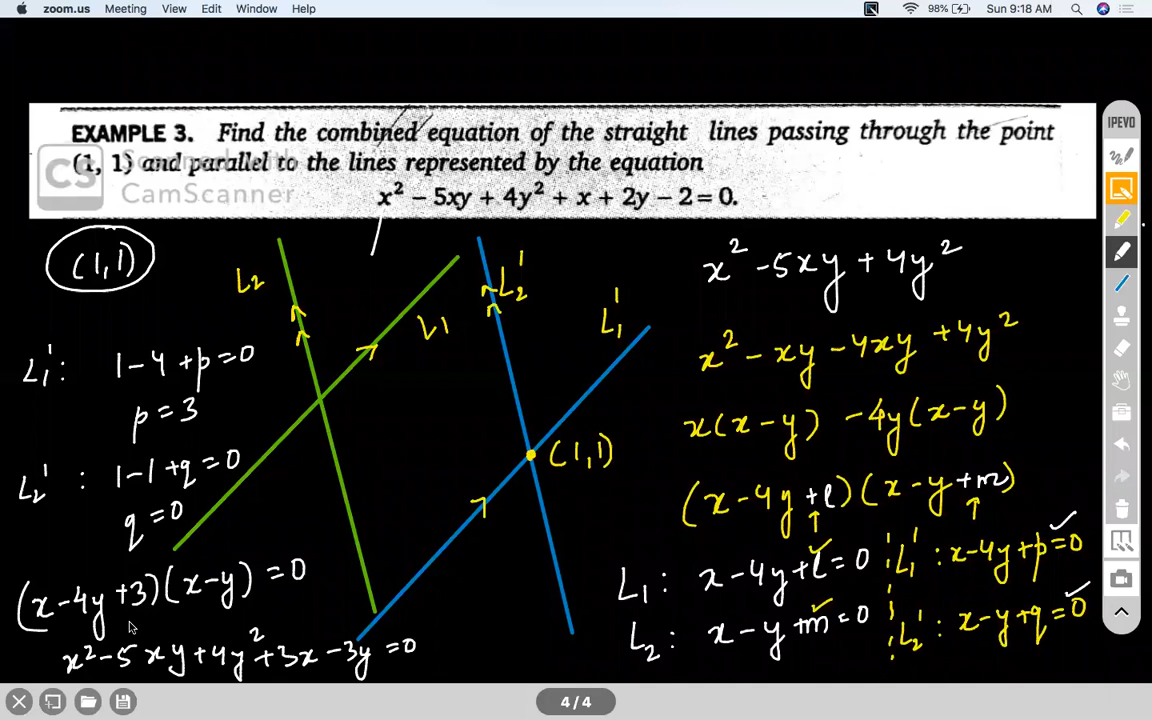 zoom.us Meeting View Edit Window Help 98% Sun 9:18 AM
EXAMPLE 3. Find the combined equation of the straight lines passing through the point
(1, 1) and parallel to the lines represented by the equation
x² – 5xy + 4y² + x + 2y – 2 = 0.
CS
CamScanner
IPEVO
(1,1)
L₂
L₁
L₂'
L₁'
(1,1)
L₁': 1-4+p=0
p=3
L₂': 1-1+q=0
q=0
(x-4y+3)(x-y)=0
x²-5xy+4y²+3x-3y=0
x²-5xy+4y²
x²-xy-4xy+4y²
x(x-y) -4y(x-y)
(x-4y+l)(x-y+m)
L₁: x-4y+l=0
L₂: x-y+m=0
L₁': x-4y+p=0
L₂': x-y+q=0
4/4